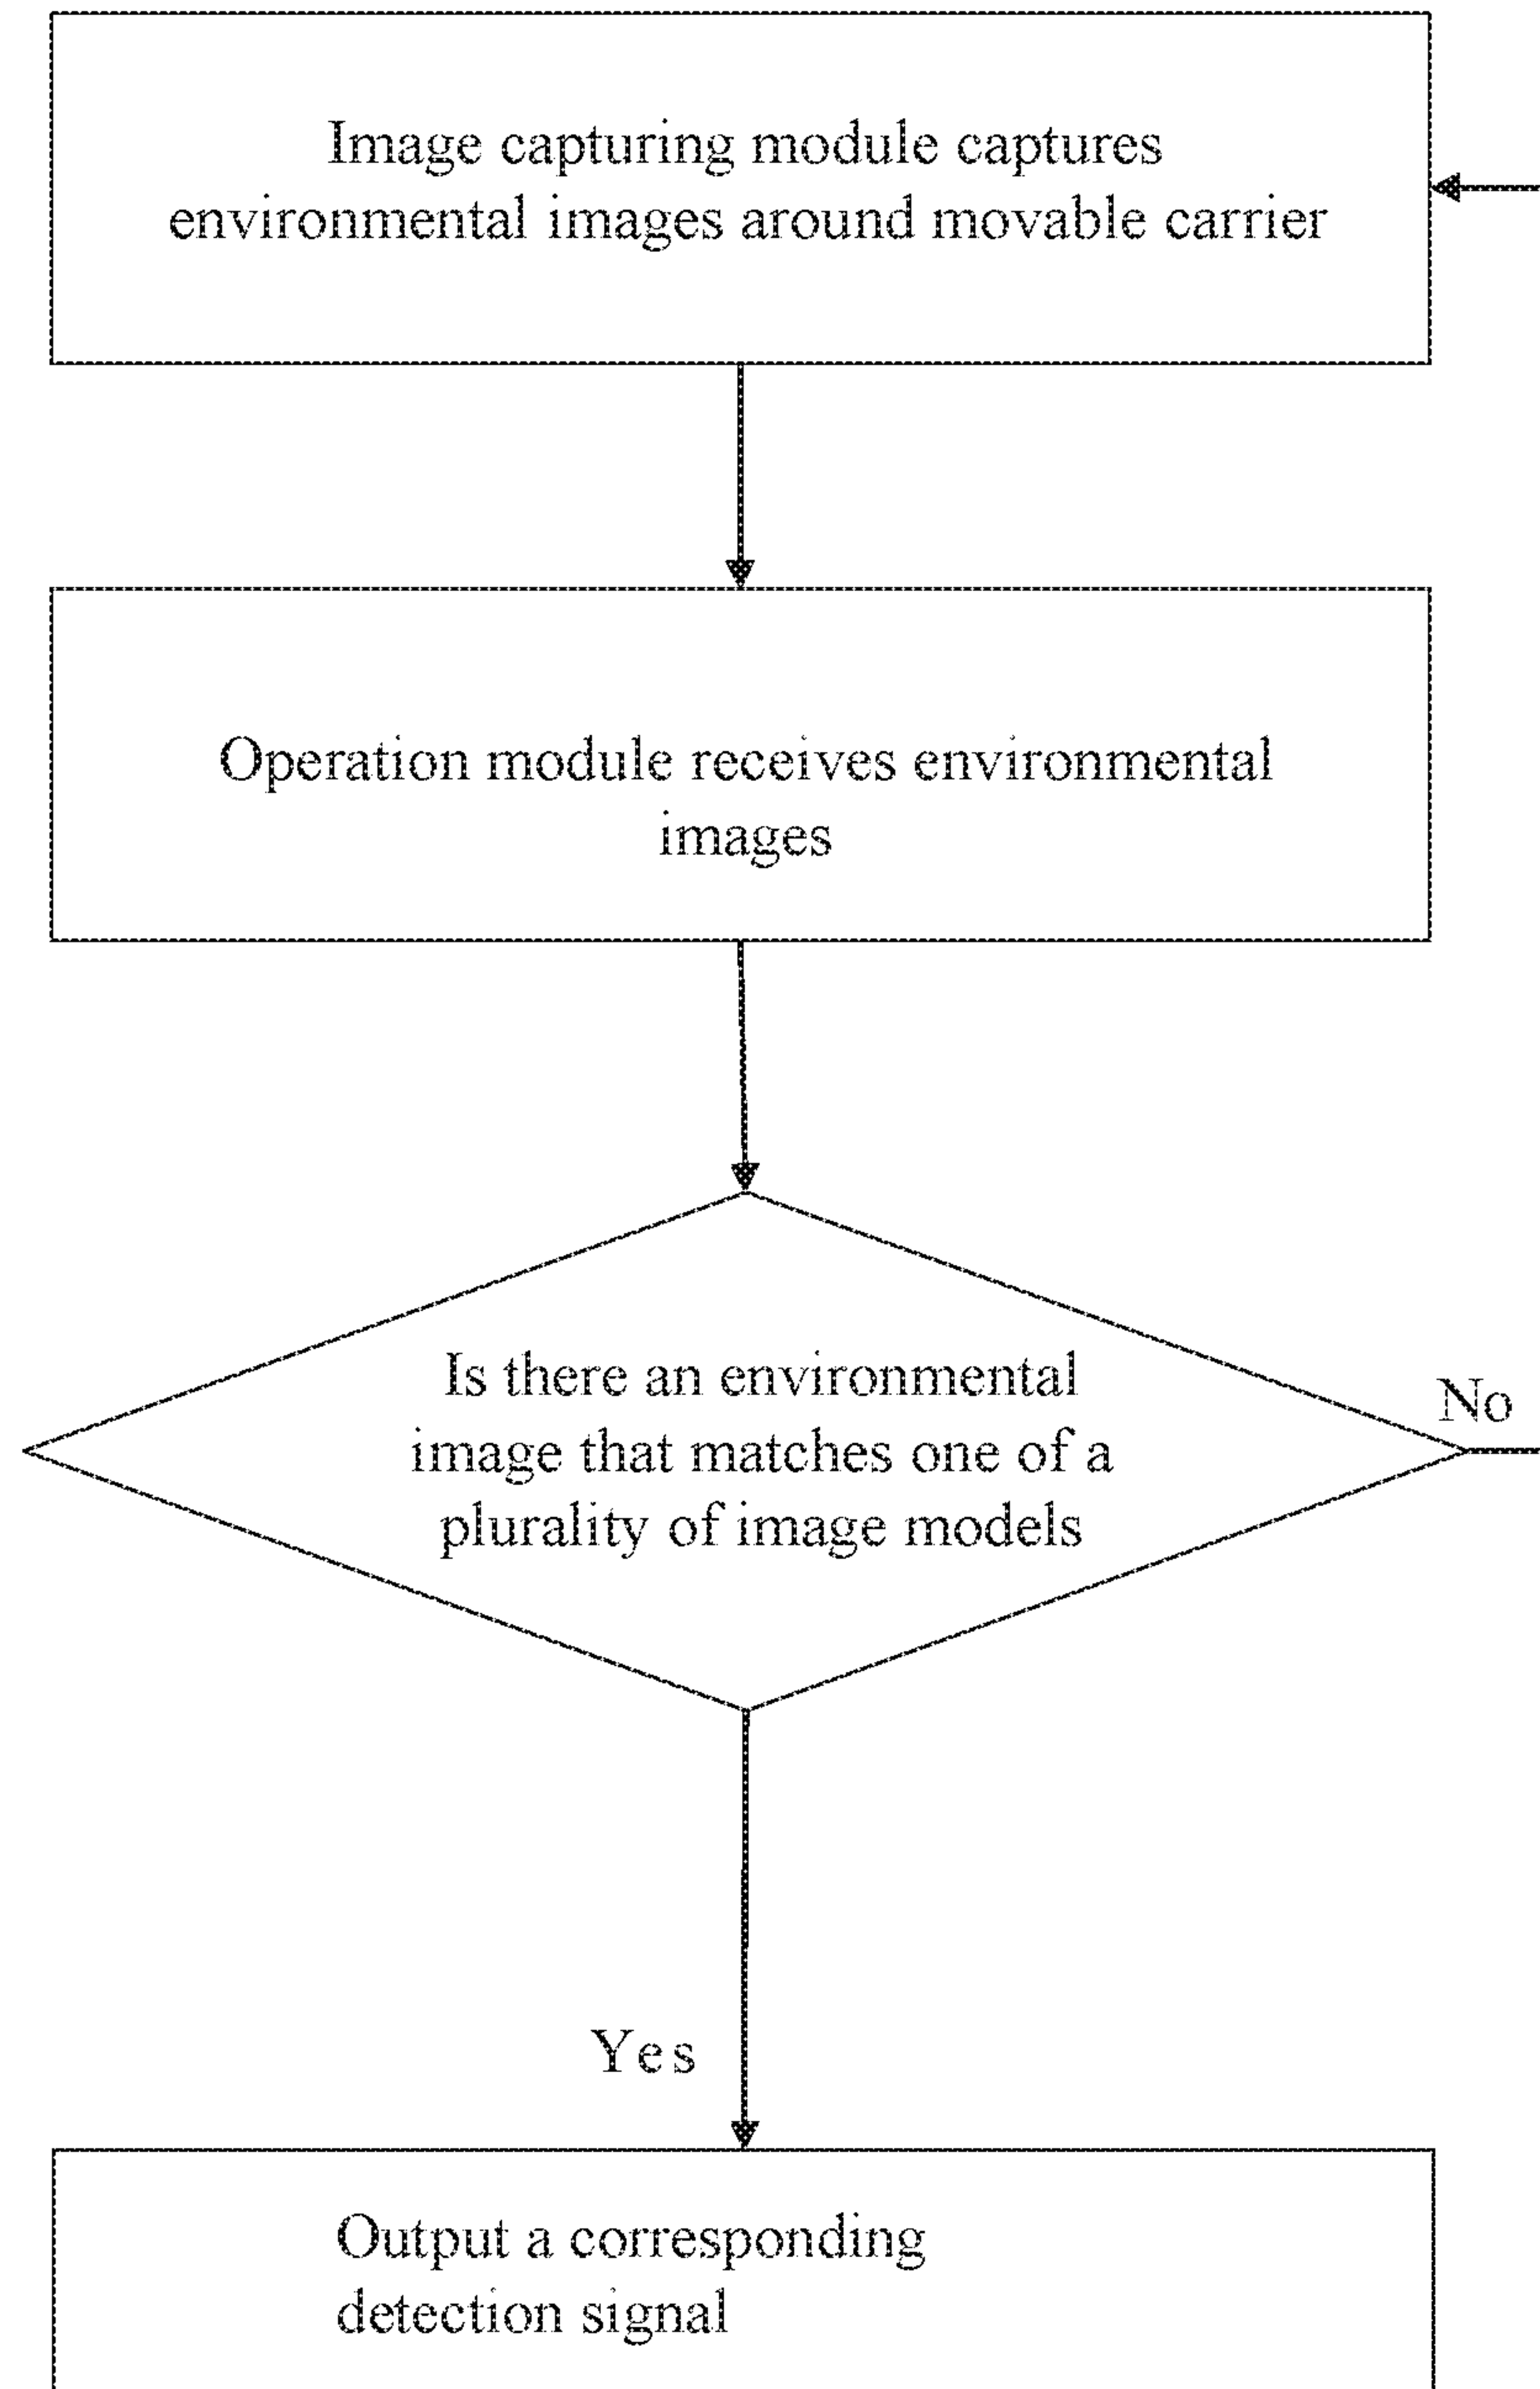 Image capturing module captures
environmental images around movable carrier
Operation module receives environmental
images
Is there an environmental
image that matches one of a
plurality of image models
No
Yes
Output a corresponding
detection signal